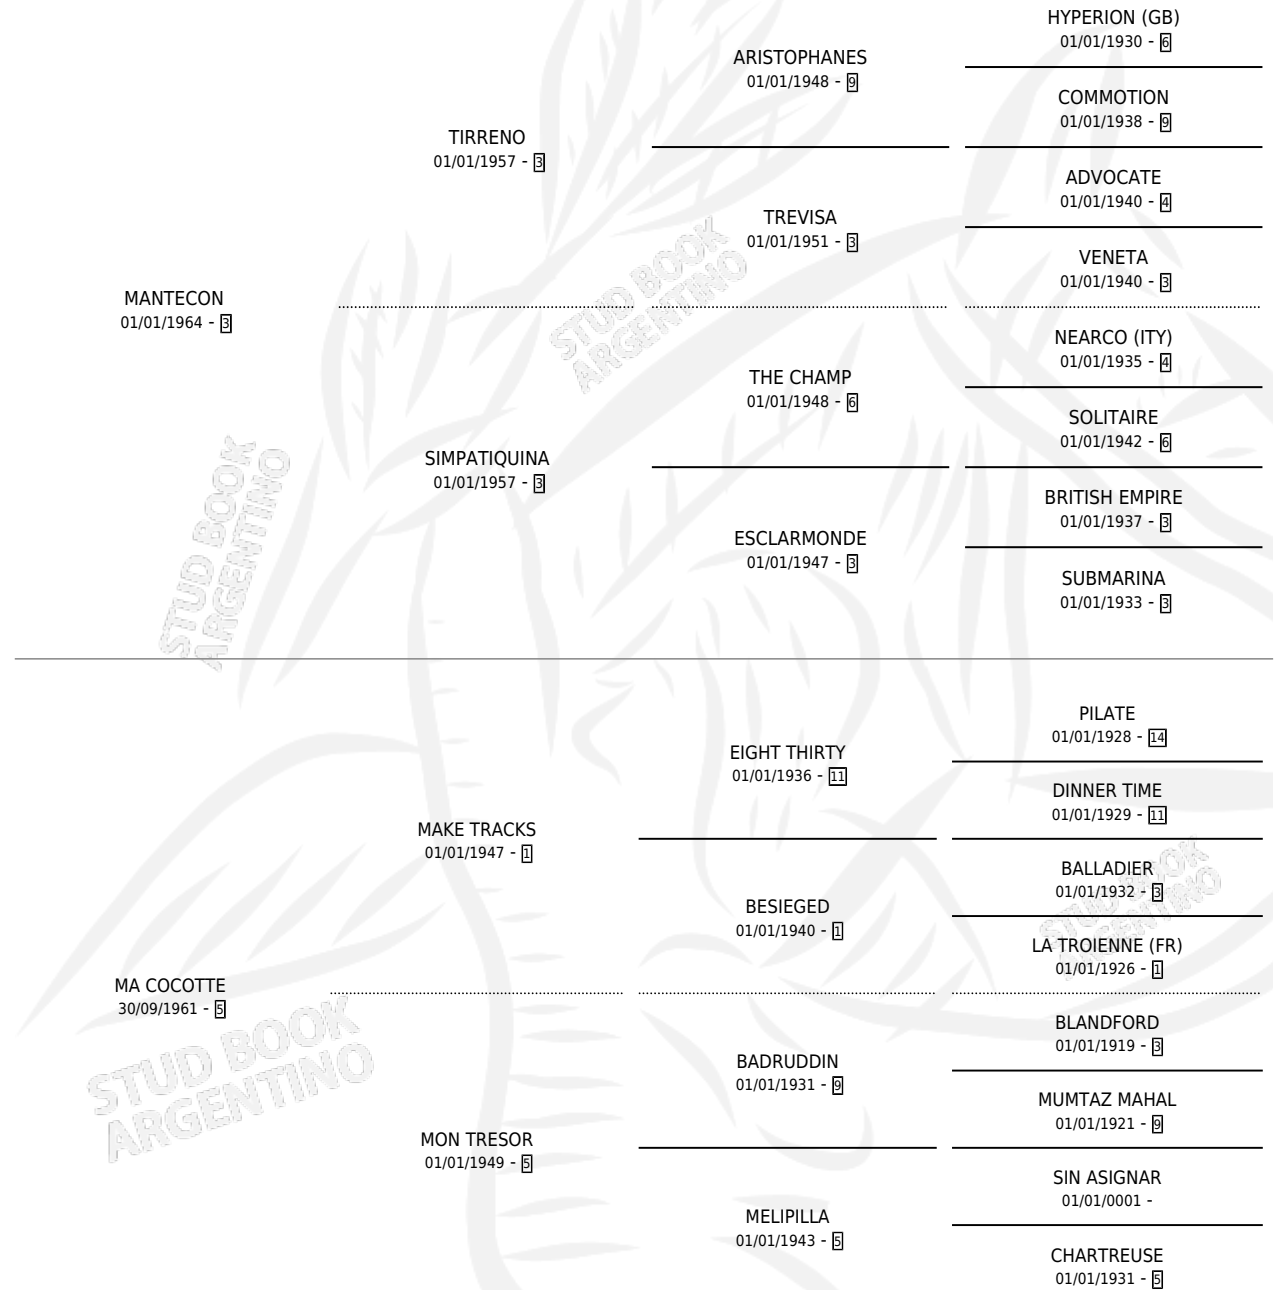 HYPERION (GB)
01/01/1930 - 6
ARISTOPHANES
01/01/1948 - 9
COMMOTION
01/01/1938 - 9
TIRRENO
01/01/1957 - 3
ADVOCATE
01/01/1940 - 4
TREVISA
01/01/1951 - 3
VENETA
01/01/1940 - 3
MANTECON
01/01/1964 - 3
NEARCO (ITY)
01/01/1935 - 4
THE CHAMP
01/01/1948 - 6
SOLITAIRE
01/01/1942 - 6
SIMPATIQUINA
01/01/1957 - 3
BRITISH EMPIRE
01/01/1937 - 3
ESCLARMONDE
01/01/1947 - 3
SUBMARINA
01/01/1933 - 3
PILATE
01/01/1928 - 14
EIGHT THIRTY
01/01/1936 - 11
DINNER TIME
01/01/1929 - 11
MAKE TRACKS
01/01/1947 - 1
BALLADIER
01/01/1932 - 3
BESIEGED
01/01/1940 - 1
LA TROIENNE (FR)
01/01/1926 - 1
MA COCOTTE
30/09/1961 - 5
BLANDFORD
01/01/1919 - 3
BADRUDDIN
01/01/1931 - 9
MUMTAZ MAHAL
01/01/1921 - 9
MON TRESOR
01/01/1949 - 5
SIN ASIGNAR
01/01/0001 -
MELIPILLA
01/01/1943 - 5
CHARTREUSE
01/01/1931 - 5
STUD BOOK
ARGENTINO
STUD BOOK
ARGENTINO
STUD BOOK
ARGENTINO
STUD BOOK
ARGENTINO